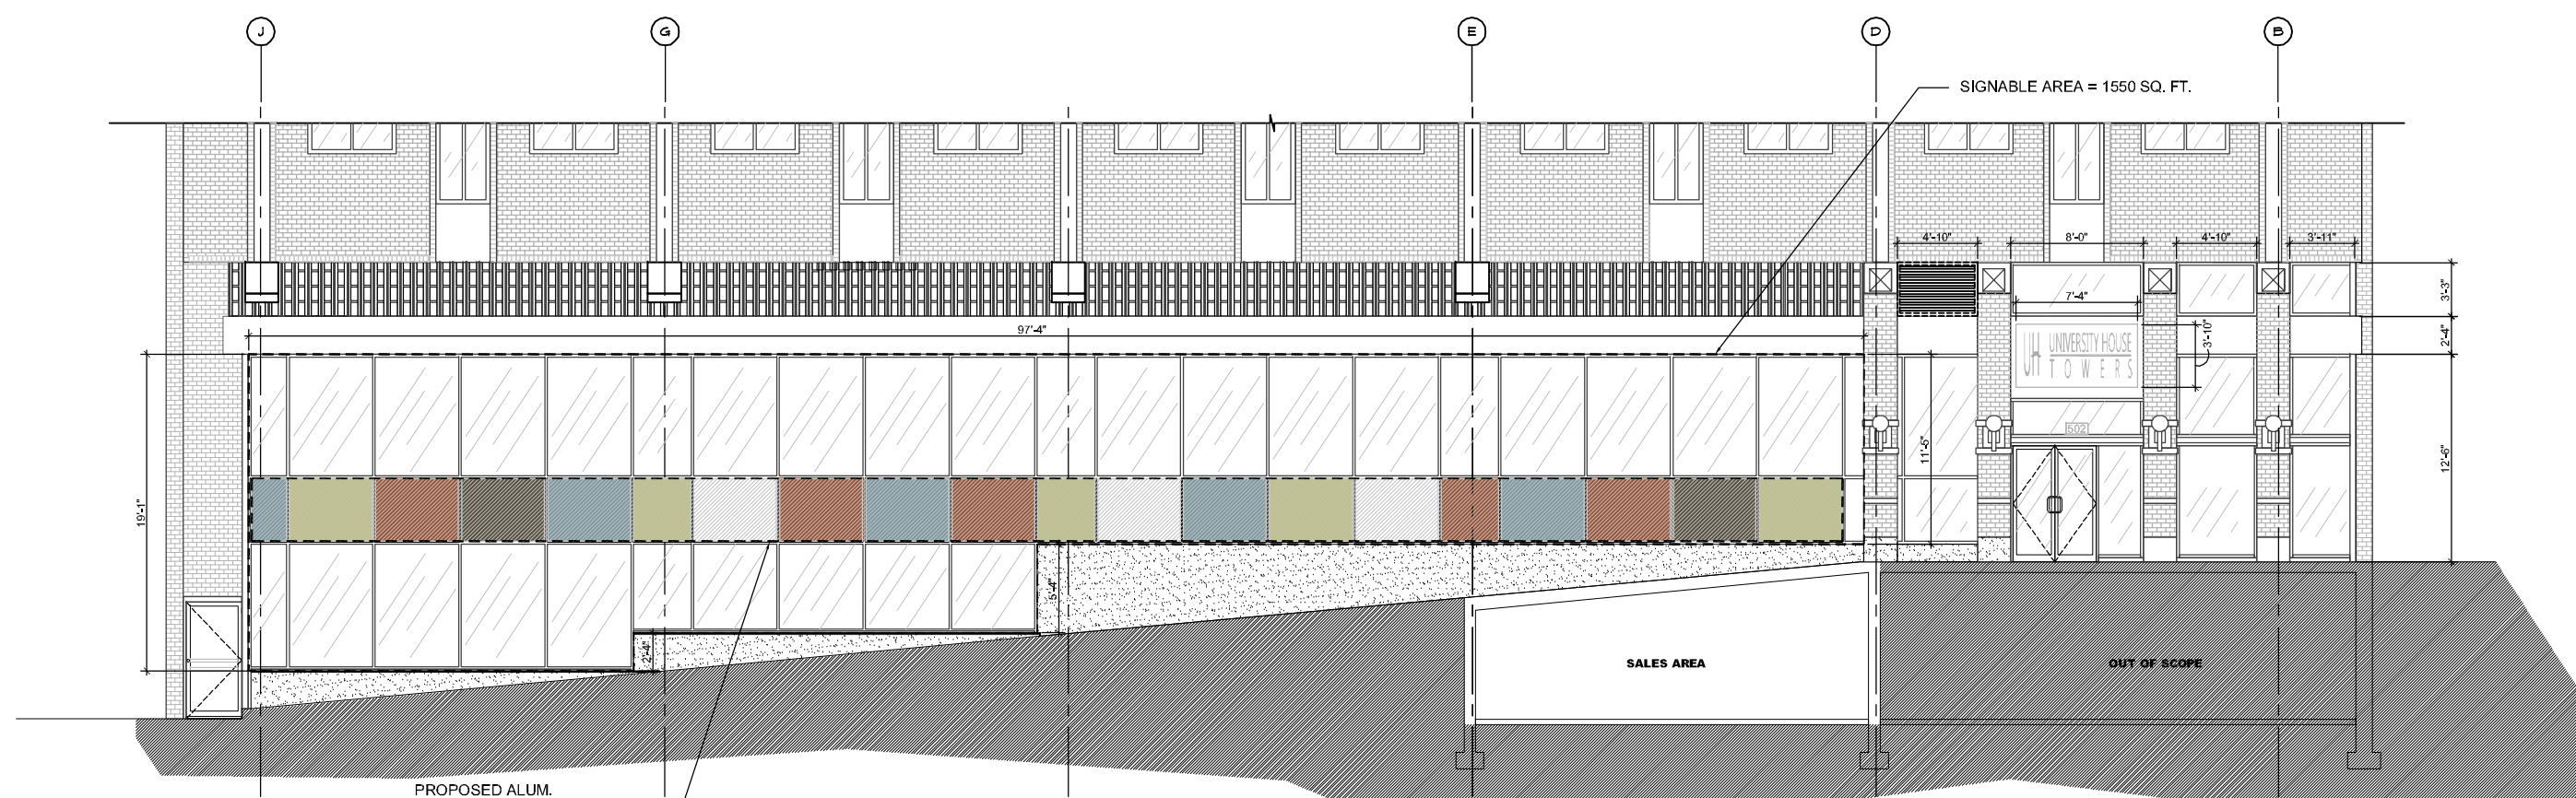 J
G
E
D
B
SIGNABLE AREA = 1550 SQ. FT.
4'-10"
8'-0"
4'-10"
3'-11"
3'-3"
7'-4"
97'-4"
2'-4"
3'-10"
UH UNIVERSITY HOUSE
TOWERS
502
19'-1"
12'-6"
5'-4"
2'-4"
SALES AREA
OUT OF SCOPE
PROPOSED ALUM.